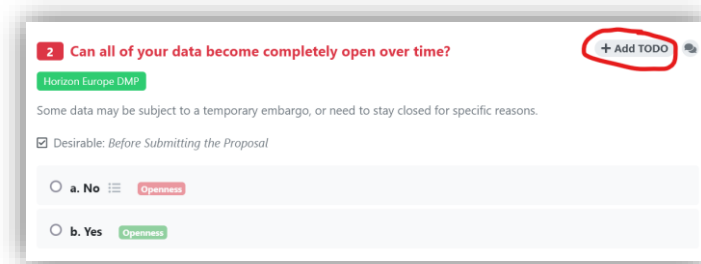 2 Can all of your data become completely open over time? + Add TODO
Horizon Europe DMP
Some data may be subject to a temporary embargo, or need to stay closed for specific reasons.
Desirable: Before Submitting the Proposal
a. No Openness
b. Yes Openness